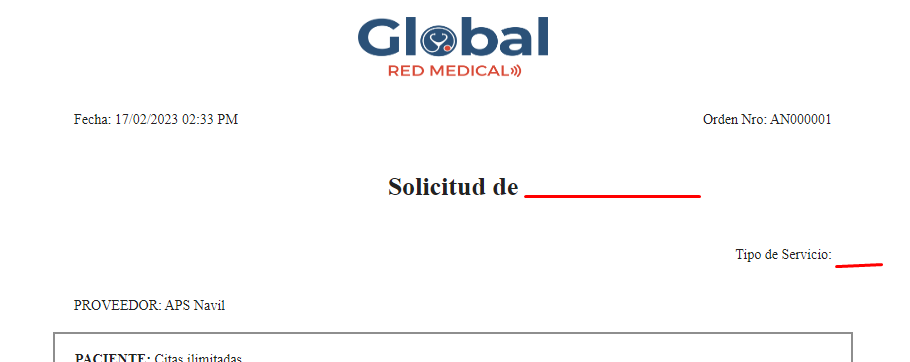 Global
RED MEDICAL
Fecha: 17/02/2023 02:33 PM
Orden Nro: AN000001
Solicitud de
Tipo de Servicio:
PROVEEDOR: APS Navil
PACIENTE: Citas ilimitadas